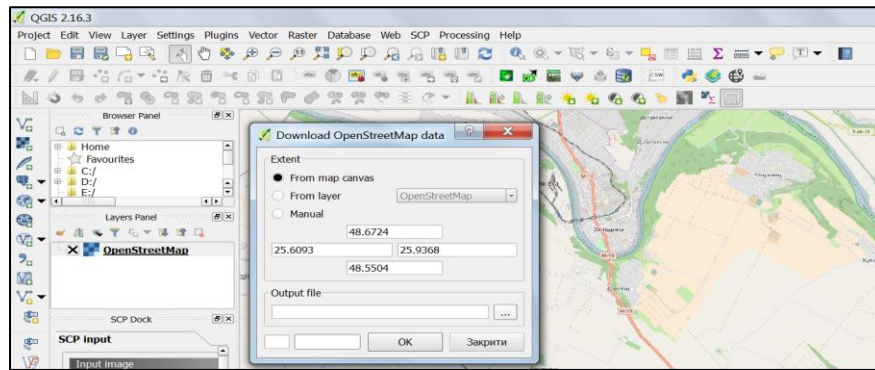 QGIS 2.16.3
Project Edit View Layer Settings Plugins Vector Raster Database Web SCP Processing Help
Browser Panel
Home
Favourites
C:/
D:/
E:/
Layers Panel
OpenStreetMap
SCP Dock
SCP input
Input image
Download OpenStreetMap data
Extent
From map canvas
From layer OpenStreetMap
Manual
48.6724
25.6093 25.9368
48.5504
Output file
...
OK Закрити